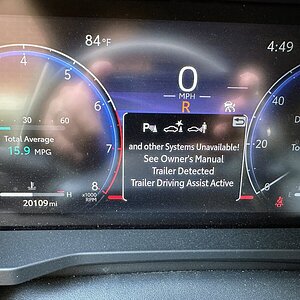 84°F
4:49
0
MPH
R
4
5
6
7
8
x1000
RPM
30
60
Total Average
15.9 MPG
H
20109 mi
and other Systems Unavailable!
See Owner's Manual
Trailer Detected
Trailer Driving Assist Active
40
20
0